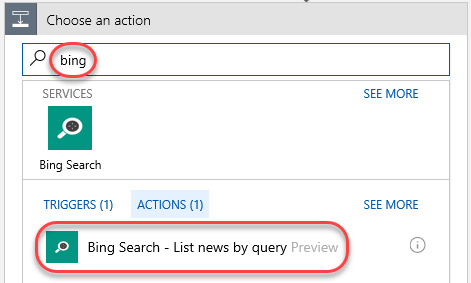 Choose an action
bing
SERVICES SEE MORE
Bing Search
TRIGGERS (1) ACTIONS (1) SEE MORE
Bing Search - List news by query Preview